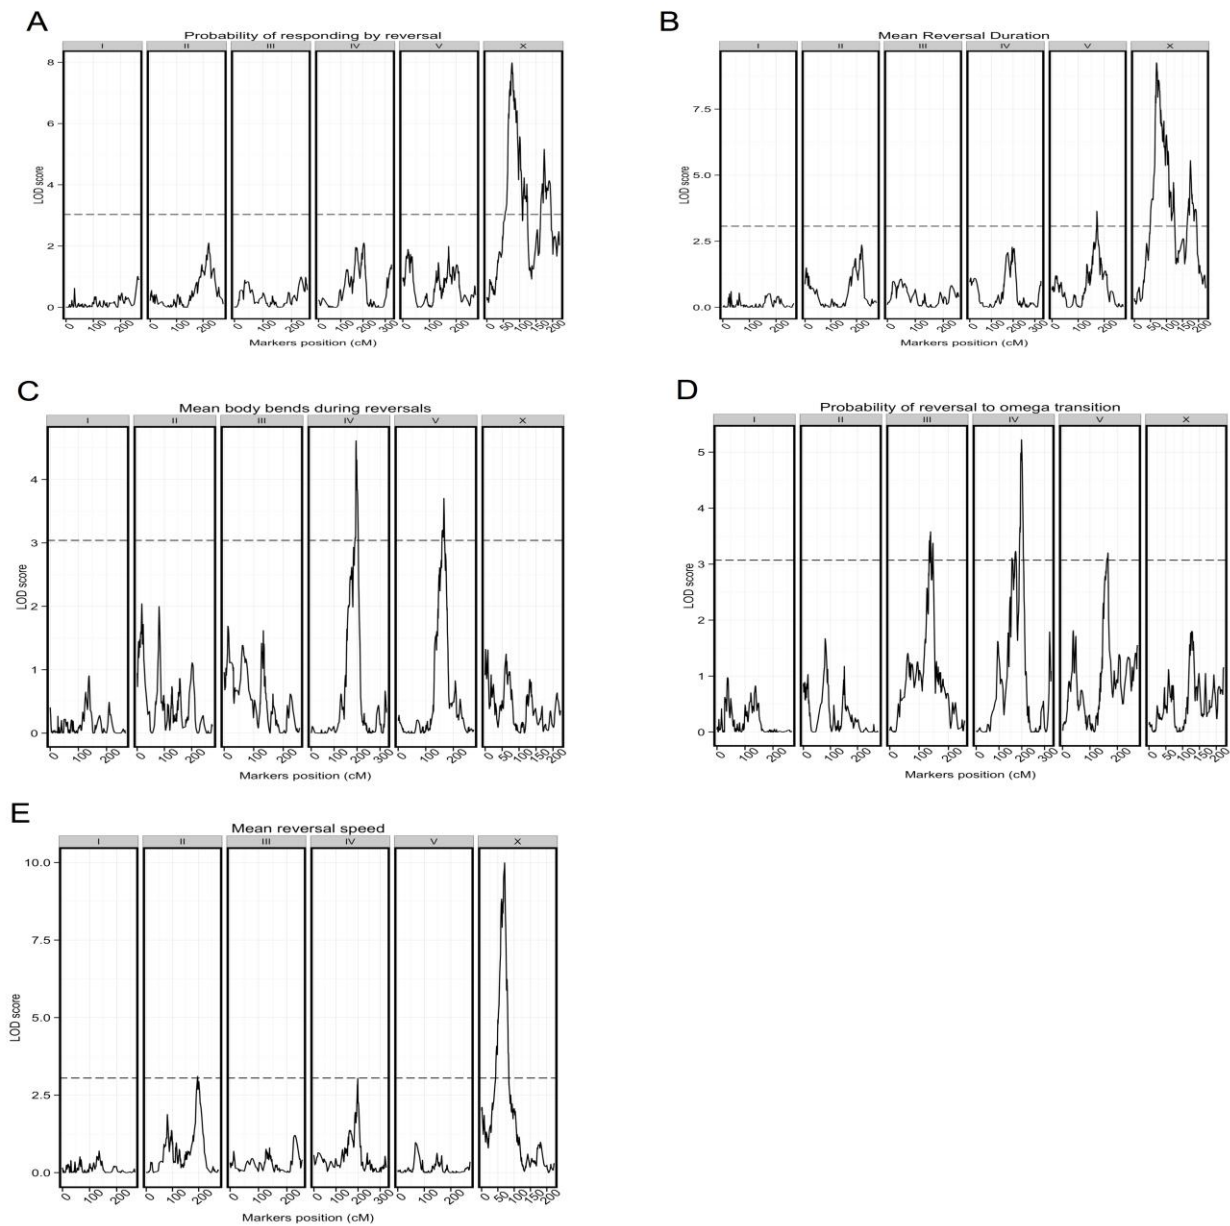 A
Probability of responding by reversal
I II III IV V X
8
6
4
2
0
LOD score
0 100 200 0 100 200 0 100 200 0 100 200 300 0 100 200 0 50 100 150 200
Markers position (cM)
B
Mean Reversal Duration
I II III IV V X
7.5
5.0
2.5
0.0
LOD score
0 100 200 0 100 200 0 100 200 0 100 200 300 0 100 200 0 50 100 150 200
Markers position (cM)
C
Mean body bends during reversals
I II III IV V X
4
3
2
1
0
LOD score
0 100 200 0 100 200 0 100 200 0 100 200 300 0 100 200 0 50 100 150 200
Markers position (cM)
D
Probability of reversal to omega transition
I II III IV V X
5
4
3
2
1
0
LOD score
0 100 200 0 100 200 0 100 200 0 100 200 300 0 100 200 0 50 100 150 200
Markers position (cM)
E
Mean reversal speed
I II III IV V X
10.0
7.5
5.0
2.5
0.0
LOD score
0 100 200 0 100 200 0 100 200 0 100 200 300 0 100 200 0 50 100 150 200
Markers position (cM)